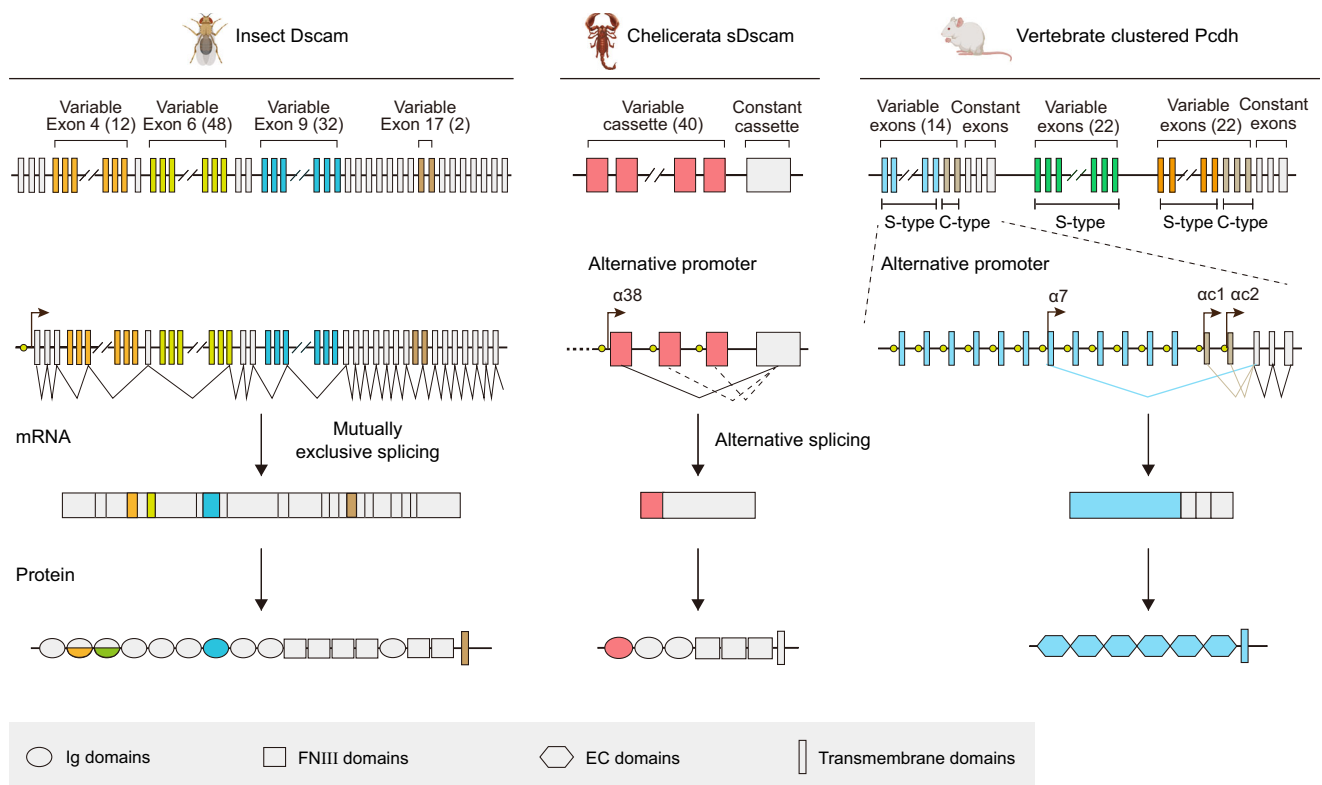 Insect Dscam
Chelicerata sDscam
Vertebrate clustered Pcdh
Variable
Exon 4 (12)
Variable
Exon 6 (48)
Variable
Exon 9 (32)
Variable
Exon 17 (2)
Variable
cassette (40)
Constant
cassette
Variable
exons (14)
Constant
exons
Variable
exons (22)
Variable
exons (22)
Constant
exons
S-type
C-type
S-type
S-type
C-type
Alternative promoter
Alternative promoter
α38
α7
αc1
αc2
mRNA
Mutually
exclusive splicing
Alternative splicing
Protein
Ig domains
FNIII domains
EC domains
Transmembrane domains